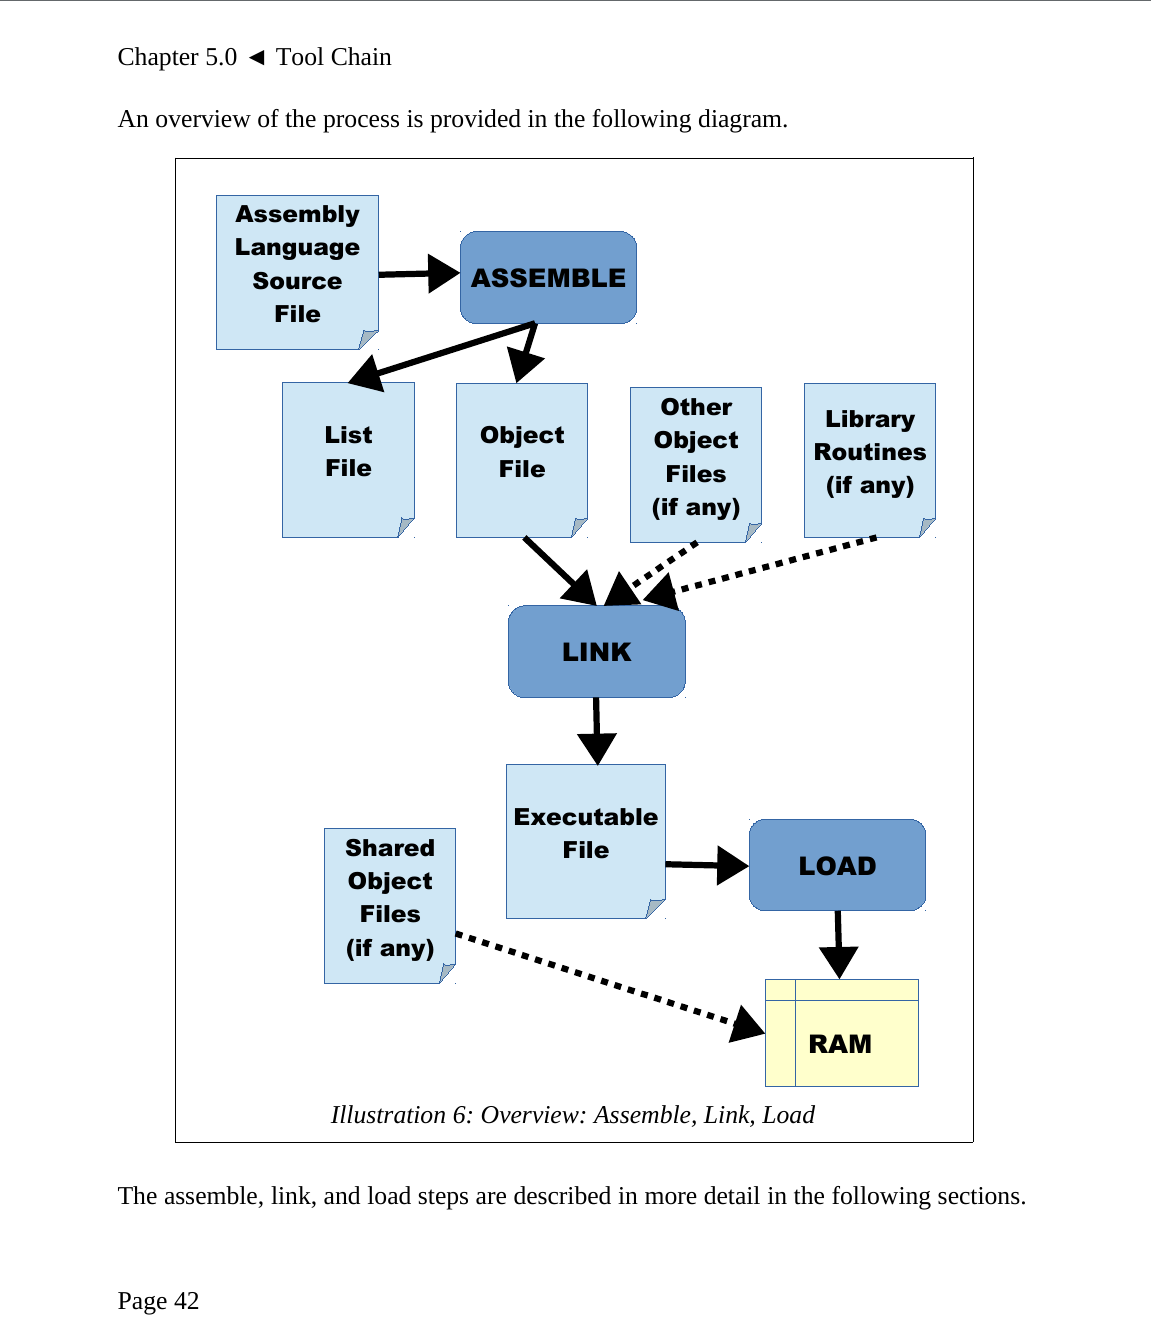 Chapter 5.0 ◄ Tool Chain
An overview of the process is provided in the following diagram.
Assembly
Language
Source
File
ASSEMBLE
List
File
Object
File
Other
Object
Files
(if any)
Library
Routines
(if any)
LINK
Executable
File
LOAD
Shared
Object
Files
(if any)
RAM
Illustration 6: Overview: Assemble, Link, Load
The assemble, link, and load steps are described in more detail in the following sections.
Page 42